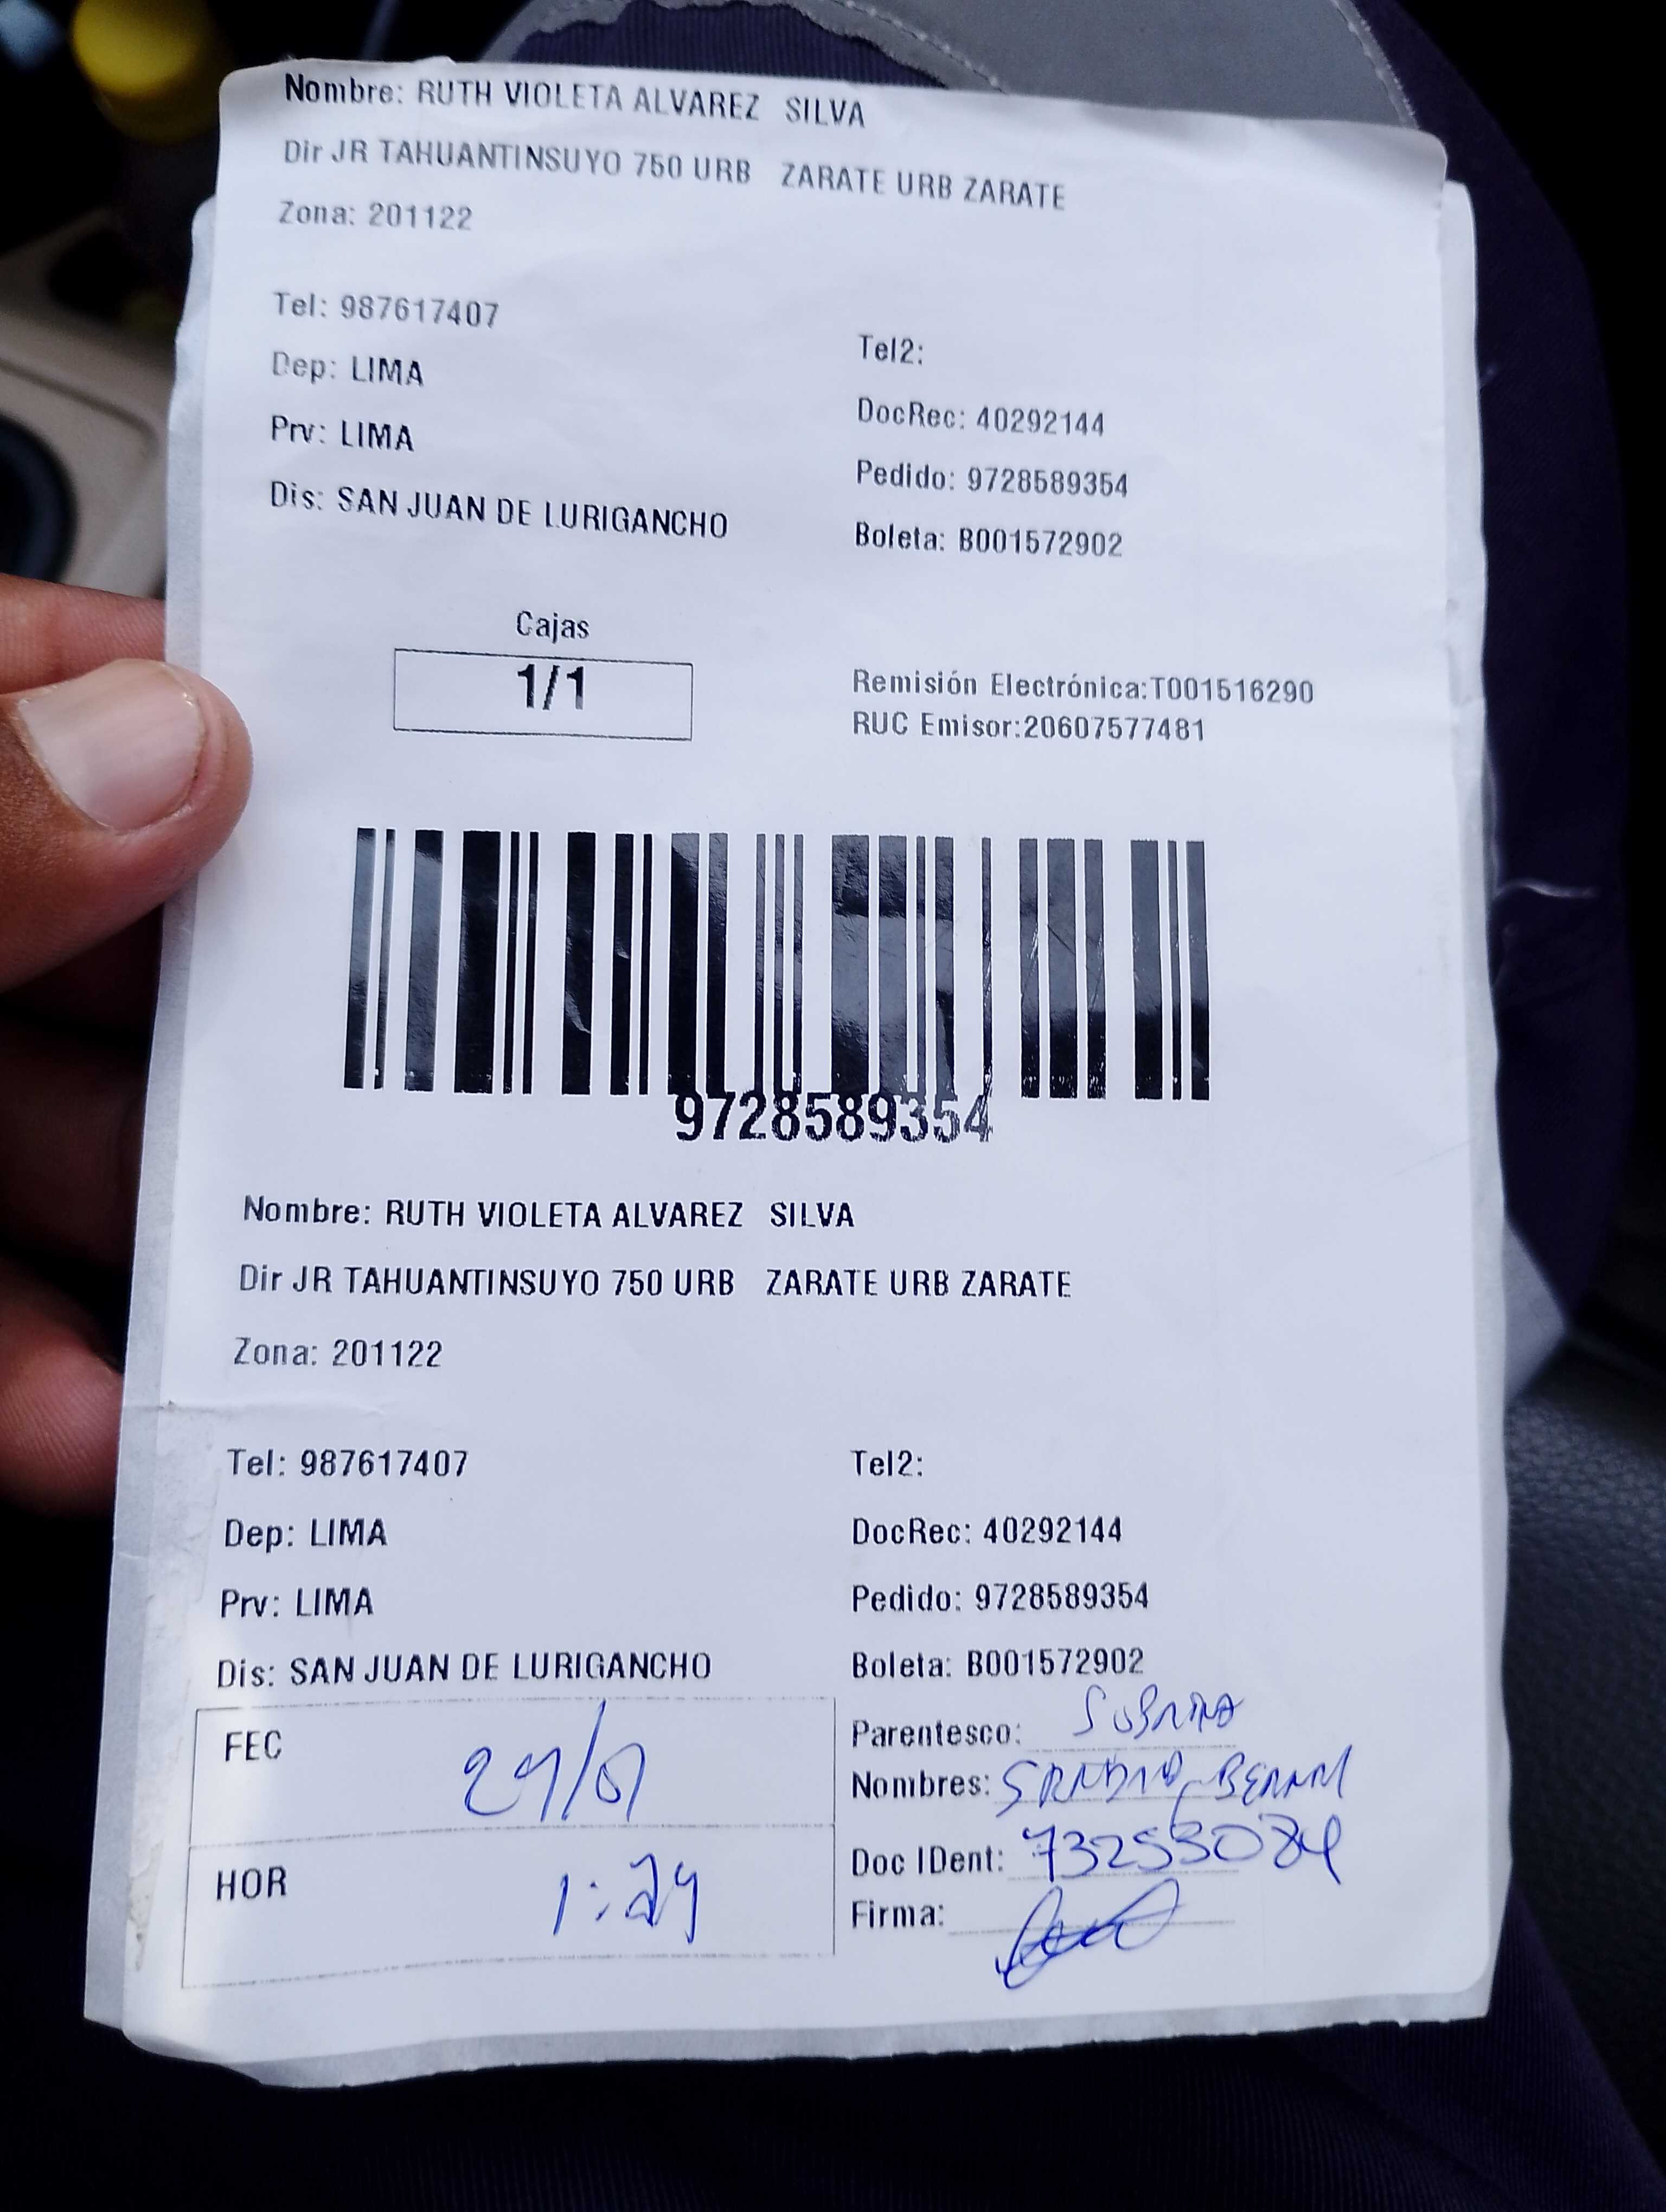 Nombre: RUTH VIOLETA ALVAREZ SILVA
Dir JR TAHUANTINSUYO 750 URB ZARATE URB ZARATE
Zona: 201122
Tel: 987617407
Tel2:
Dep: LIMA
DocRec: 40292144
Prv: LIMA
Pedido: 9728589354
Dis: SAN JUAN DE LURIGANCHO
Boleta: B001572902
Cajas
1/1
Remisión Electrónica:T001516290
RUC Emisor:20607577481
9728589354
Nombre: RUTH VIOLETA ALVAREZ SILVA
Dir JR TAHUANTINSUYO 750 URB ZARATE URB ZARATE
Zona: 201122
Tel: 987617407
Tel2:
Dep: LIMA
DocRec: 40292144
Prv: LIMA
Pedido: 9728589354
Dis: SAN JUAN DE LURIGANCHO
Boleta: B001572902
FEC
Parentesco:
Nombres:
HOR 1:29
Doc IDent: 73253084
Firma: